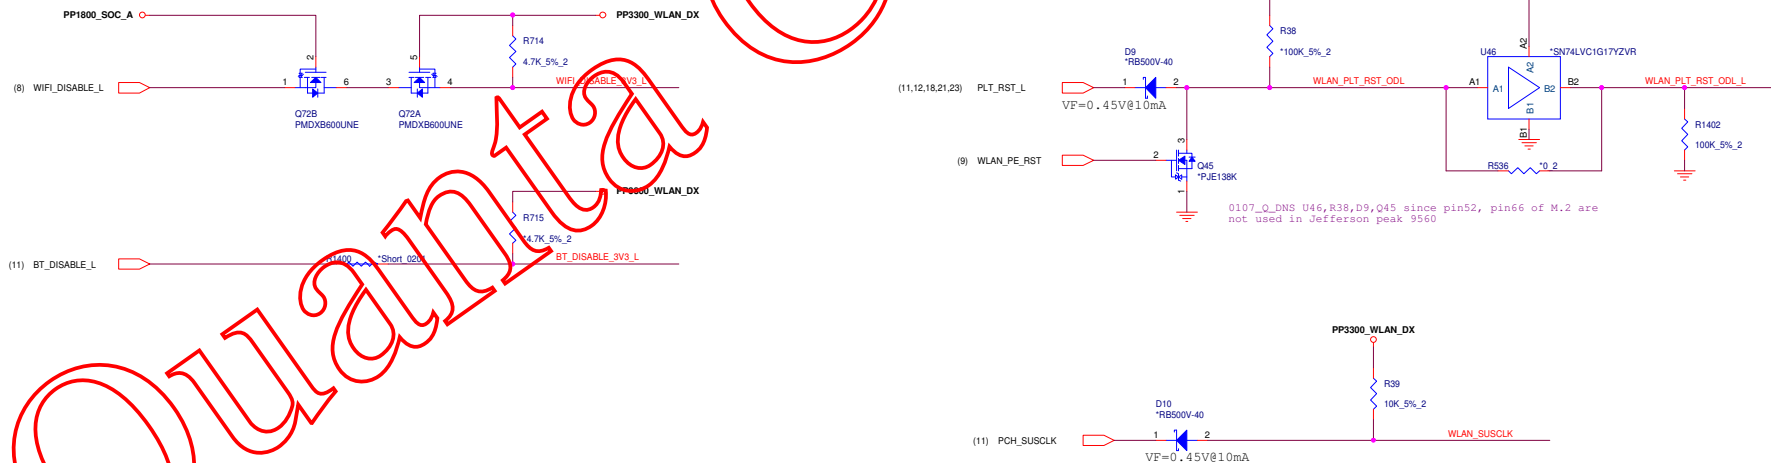 PP1800_SOC_A
PP3300_WLAN_DX
2
5
R714
4.7K_5%_2
(8) WIFI_DISABLE_L
1
6
3
4
WIFI_DISABLE_3V3_L
Q72B
PMDXB600UNE
Q72A
PMDXB600UNE
PP3300_WLAN_DX
R715
*4.7K_5%_2
(11) BT_DISABLE_L
R1400
*Short_0201
BT_DISABLE_3V3_L
Quanta
R38
*100K_5%_2
D9
*RB500V-40
(11,12,18,21,23) PLT_RST_L
1
2
VF=0.45V@10mA
WLAN_PLT_RST_ODL
U46
*SN74LVC1G17YZVR
A2
A2
A1
A1
B2
B2
B1
B1
WLAN_PLT_RST_ODL_L
R1402
100K_5%_2
R536
*0_2
(9) WLAN_PE_RST
2
3
1
Q45
*PJE138K
0107_Q_DNS U46,R38,D9,Q45 since pin52, pin66 of M.2 are
not used in Jefferson peak 9560
PP3300_WLAN_DX
R39
10K_5%_2
D10
*RB500V-40
(11) PCH_SUSCLK
1
2
WLAN_SUSCLK
VF=0.45V@10mA